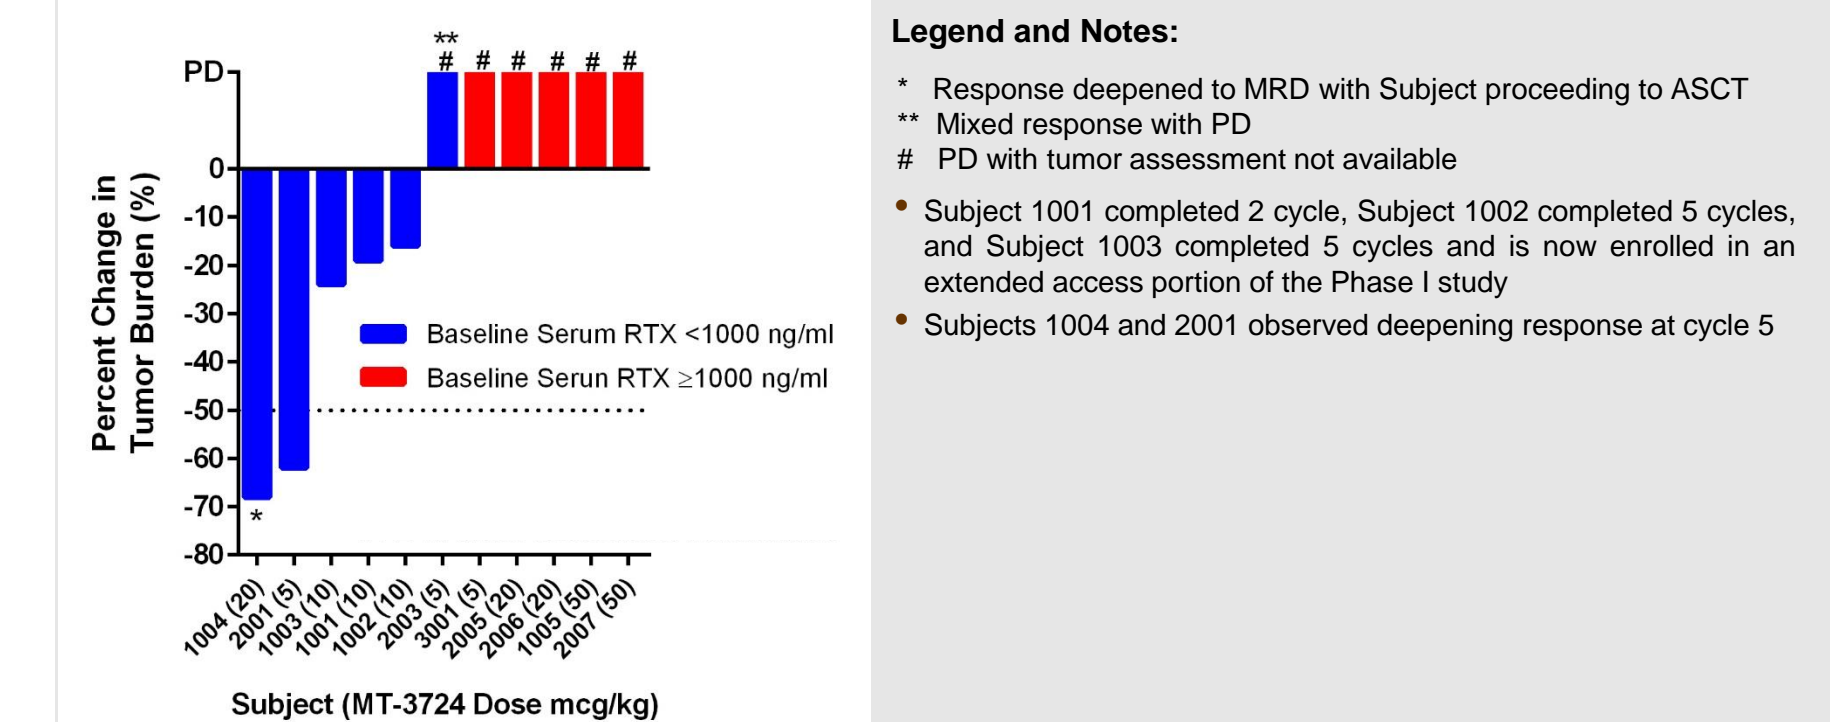 **
# # # # # #
PD
0
-10
-20
-30
-40
-50
-60
-70
-80
Percent Change in
Tumor Burden (%)
Baseline Serum RTX <1000 ng/ml
Baseline Serun RTX ≥1000 ng/ml
*
1004 (20)
2001 (5)
1003 (10)
1001 (10)
1002 (10)
2003 (5)
3001 (5)
2005 (20)
2006 (20)
1005 (50)
2007 (50)
Subject (MT-3724 Dose mcg/kg)
Legend and Notes:
* Response deepened to MRD with Subject proceeding to ASCT
** Mixed response with PD
# PD with tumor assessment not available
• Subject 1001 completed 2 cycle, Subject 1002 completed 5 cycles,
and Subject 1003 completed 5 cycles and is now enrolled in an
extended access portion of the Phase I study
• Subjects 1004 and 2001 observed deepening response at cycle 5